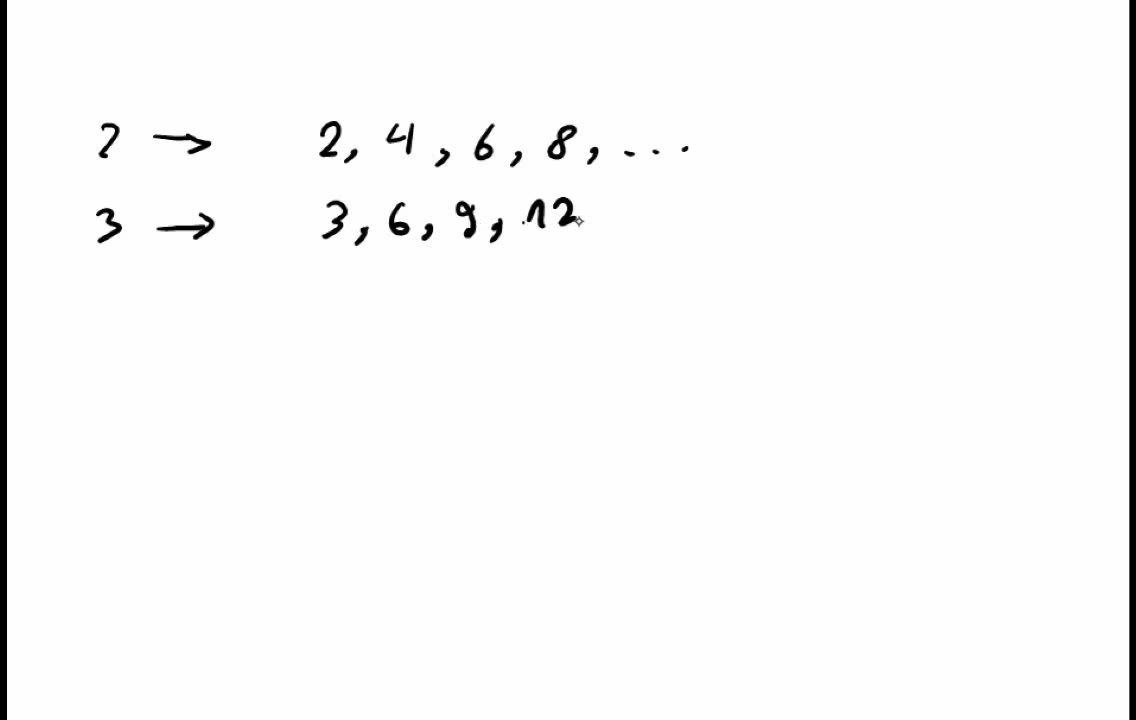 2 → 2, 4, 6, 8, ...
3 → 3, 6, 9, 12